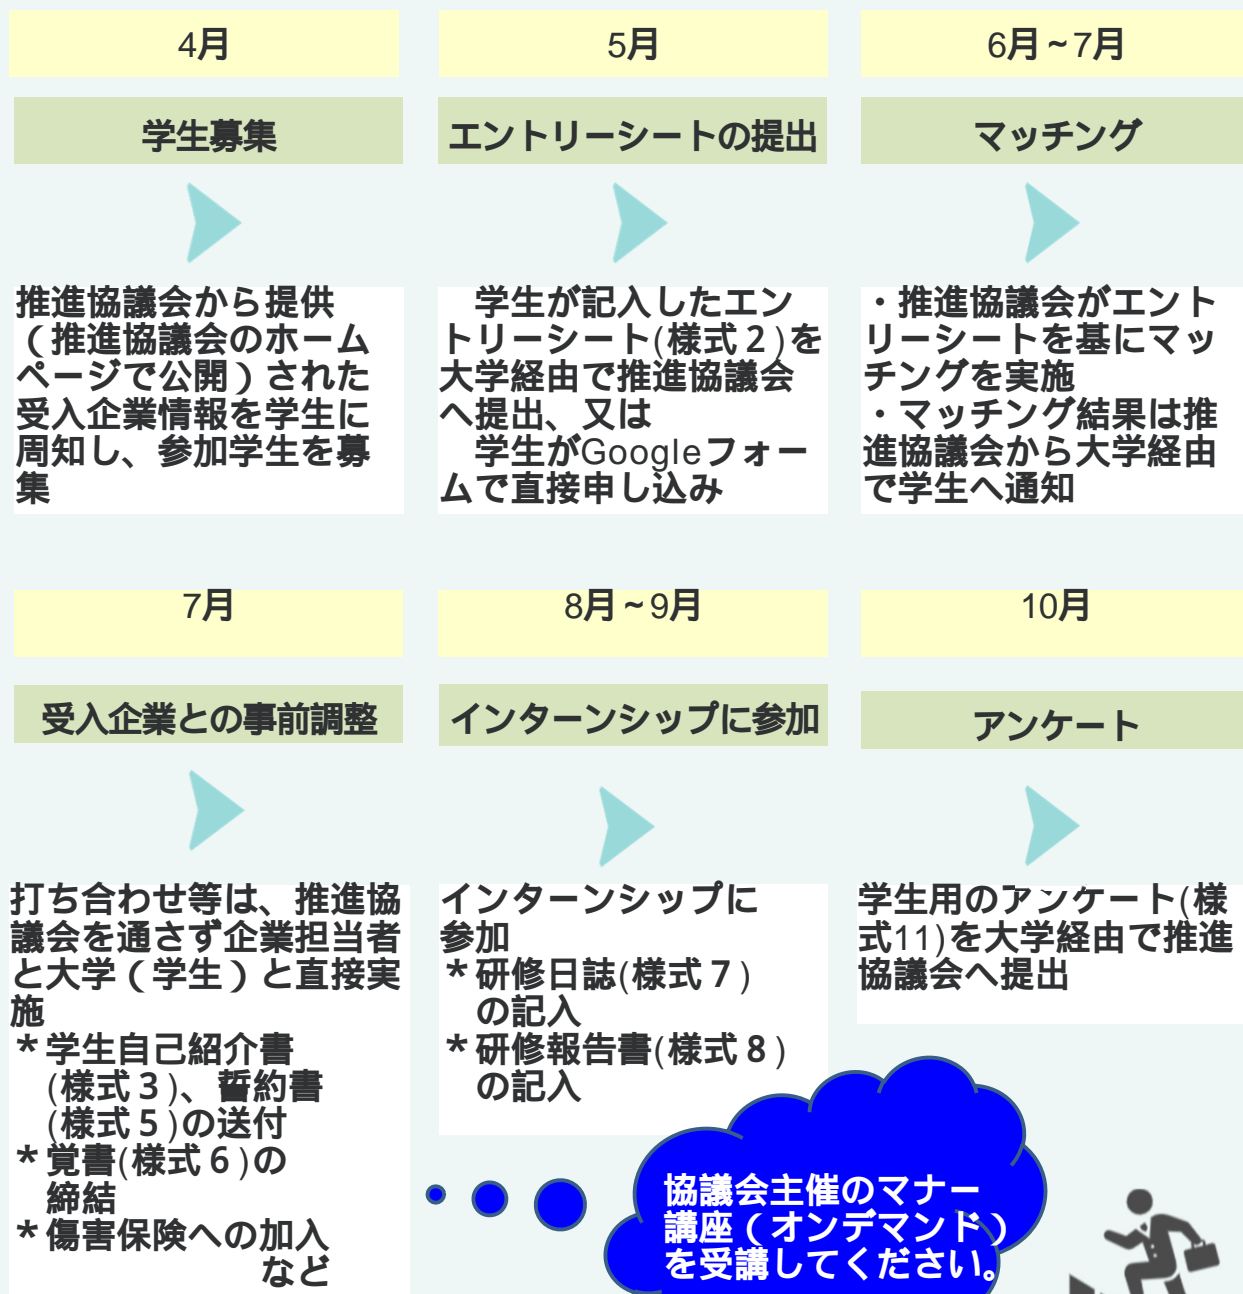 4月
学生募集
推進協議会から提供
（推進協議会のホーム
ページで公開）された
受入企業情報を学生に
周知し、参加学生を募
集
5月
エントリーシートの提出
学生が記入したエン
トリーシート(様式２)を
大学経由で推進協議会
へ提出、又は
学生がGoogleフォー
ムで直接申し込み
6月～7月
マッチング
・推進協議会がエント
リーシートを基にマッ
チングを実施
・マッチング結果は推
進協議会から大学経由
で学生へ通知
7月
受入企業との事前調整
打ち合わせ等は、推進協
議会を通さず企業担当者
と大学（学生）と直接実
施
＊学生自己紹介書
(様式３)、誓約書
(様式５)の送付
＊覚書(様式６)の
締結
＊傷害保険への加入
など
8月～9月
インターンシップに参加
インターンシップに
参加
＊研修日誌(様式７)
の記入
＊研修報告書(様式８)
の記入
協議会主催のマナー
講座（オンデマンド）
を受講してください。
10月
アンケート
学生用のアンケート(様
式11)を大学経由で推進
協議会へ提出